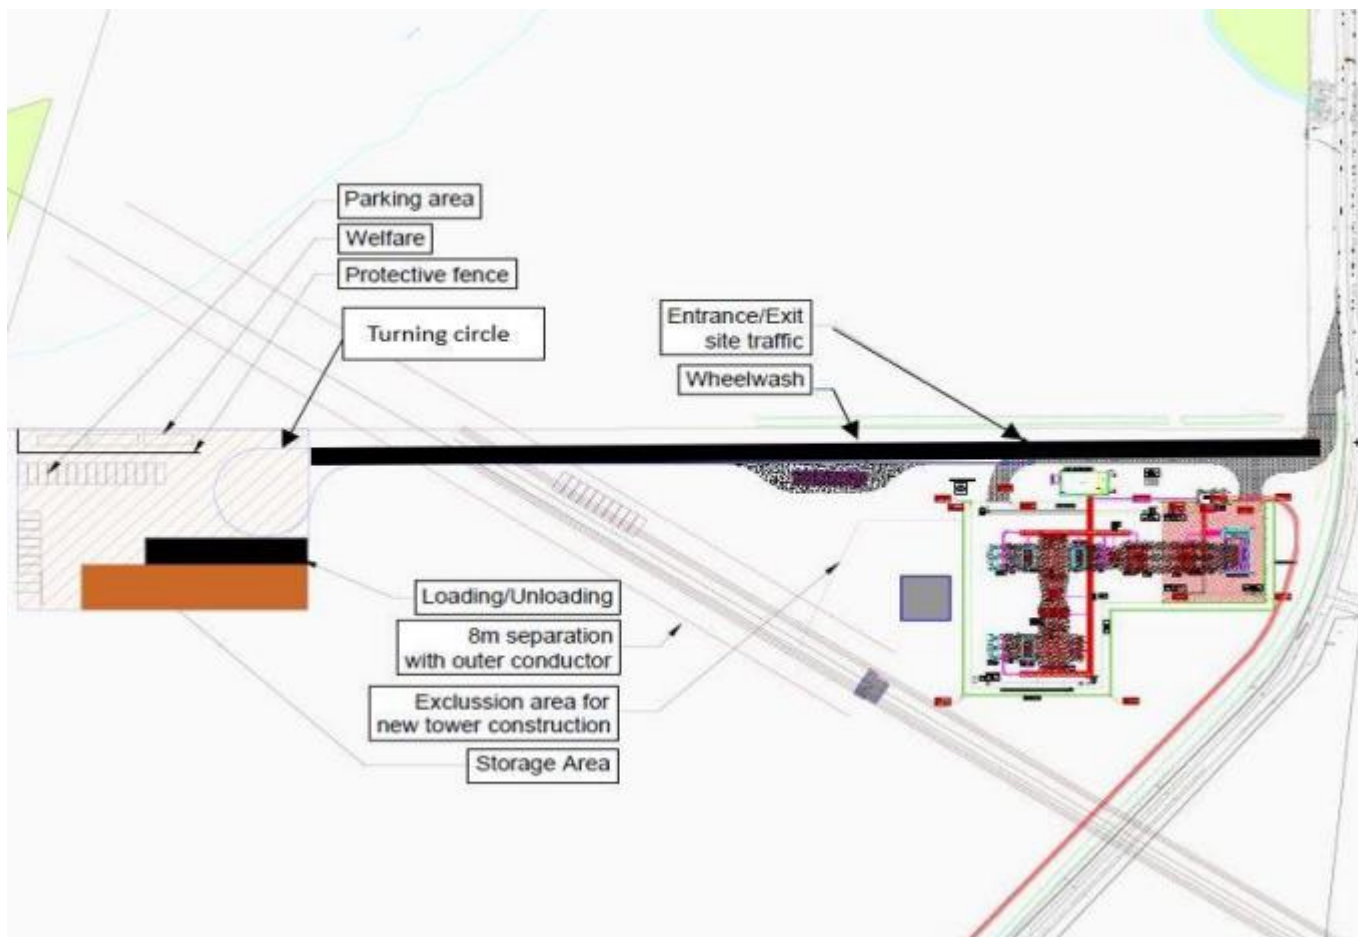 Parking area
Welfare
Protective fence
Turning circle
Entrance/Exit
site traffic
Wheelwash
Loading/Unloading
8m separation
with outer conductor
Exclussion area for
new tower construction
Storage Area